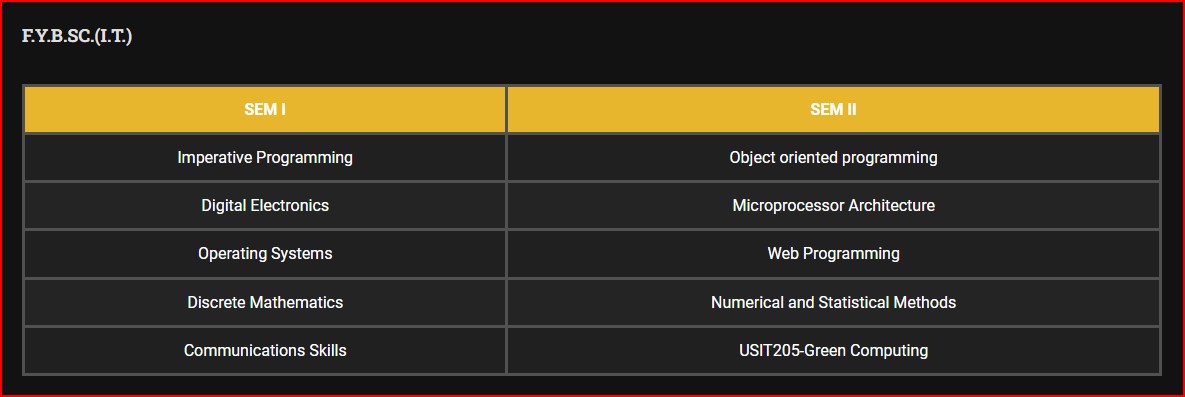 F.Y.B.SC.(I.T.)
SEM I SEM II
Imperative Programming Object oriented programming
Digital Electronics Microprocessor Architecture
Operating Systems Web Programming
Discrete Mathematics Numerical and Statistical Methods
Communications Skills USIT205-Green Computing